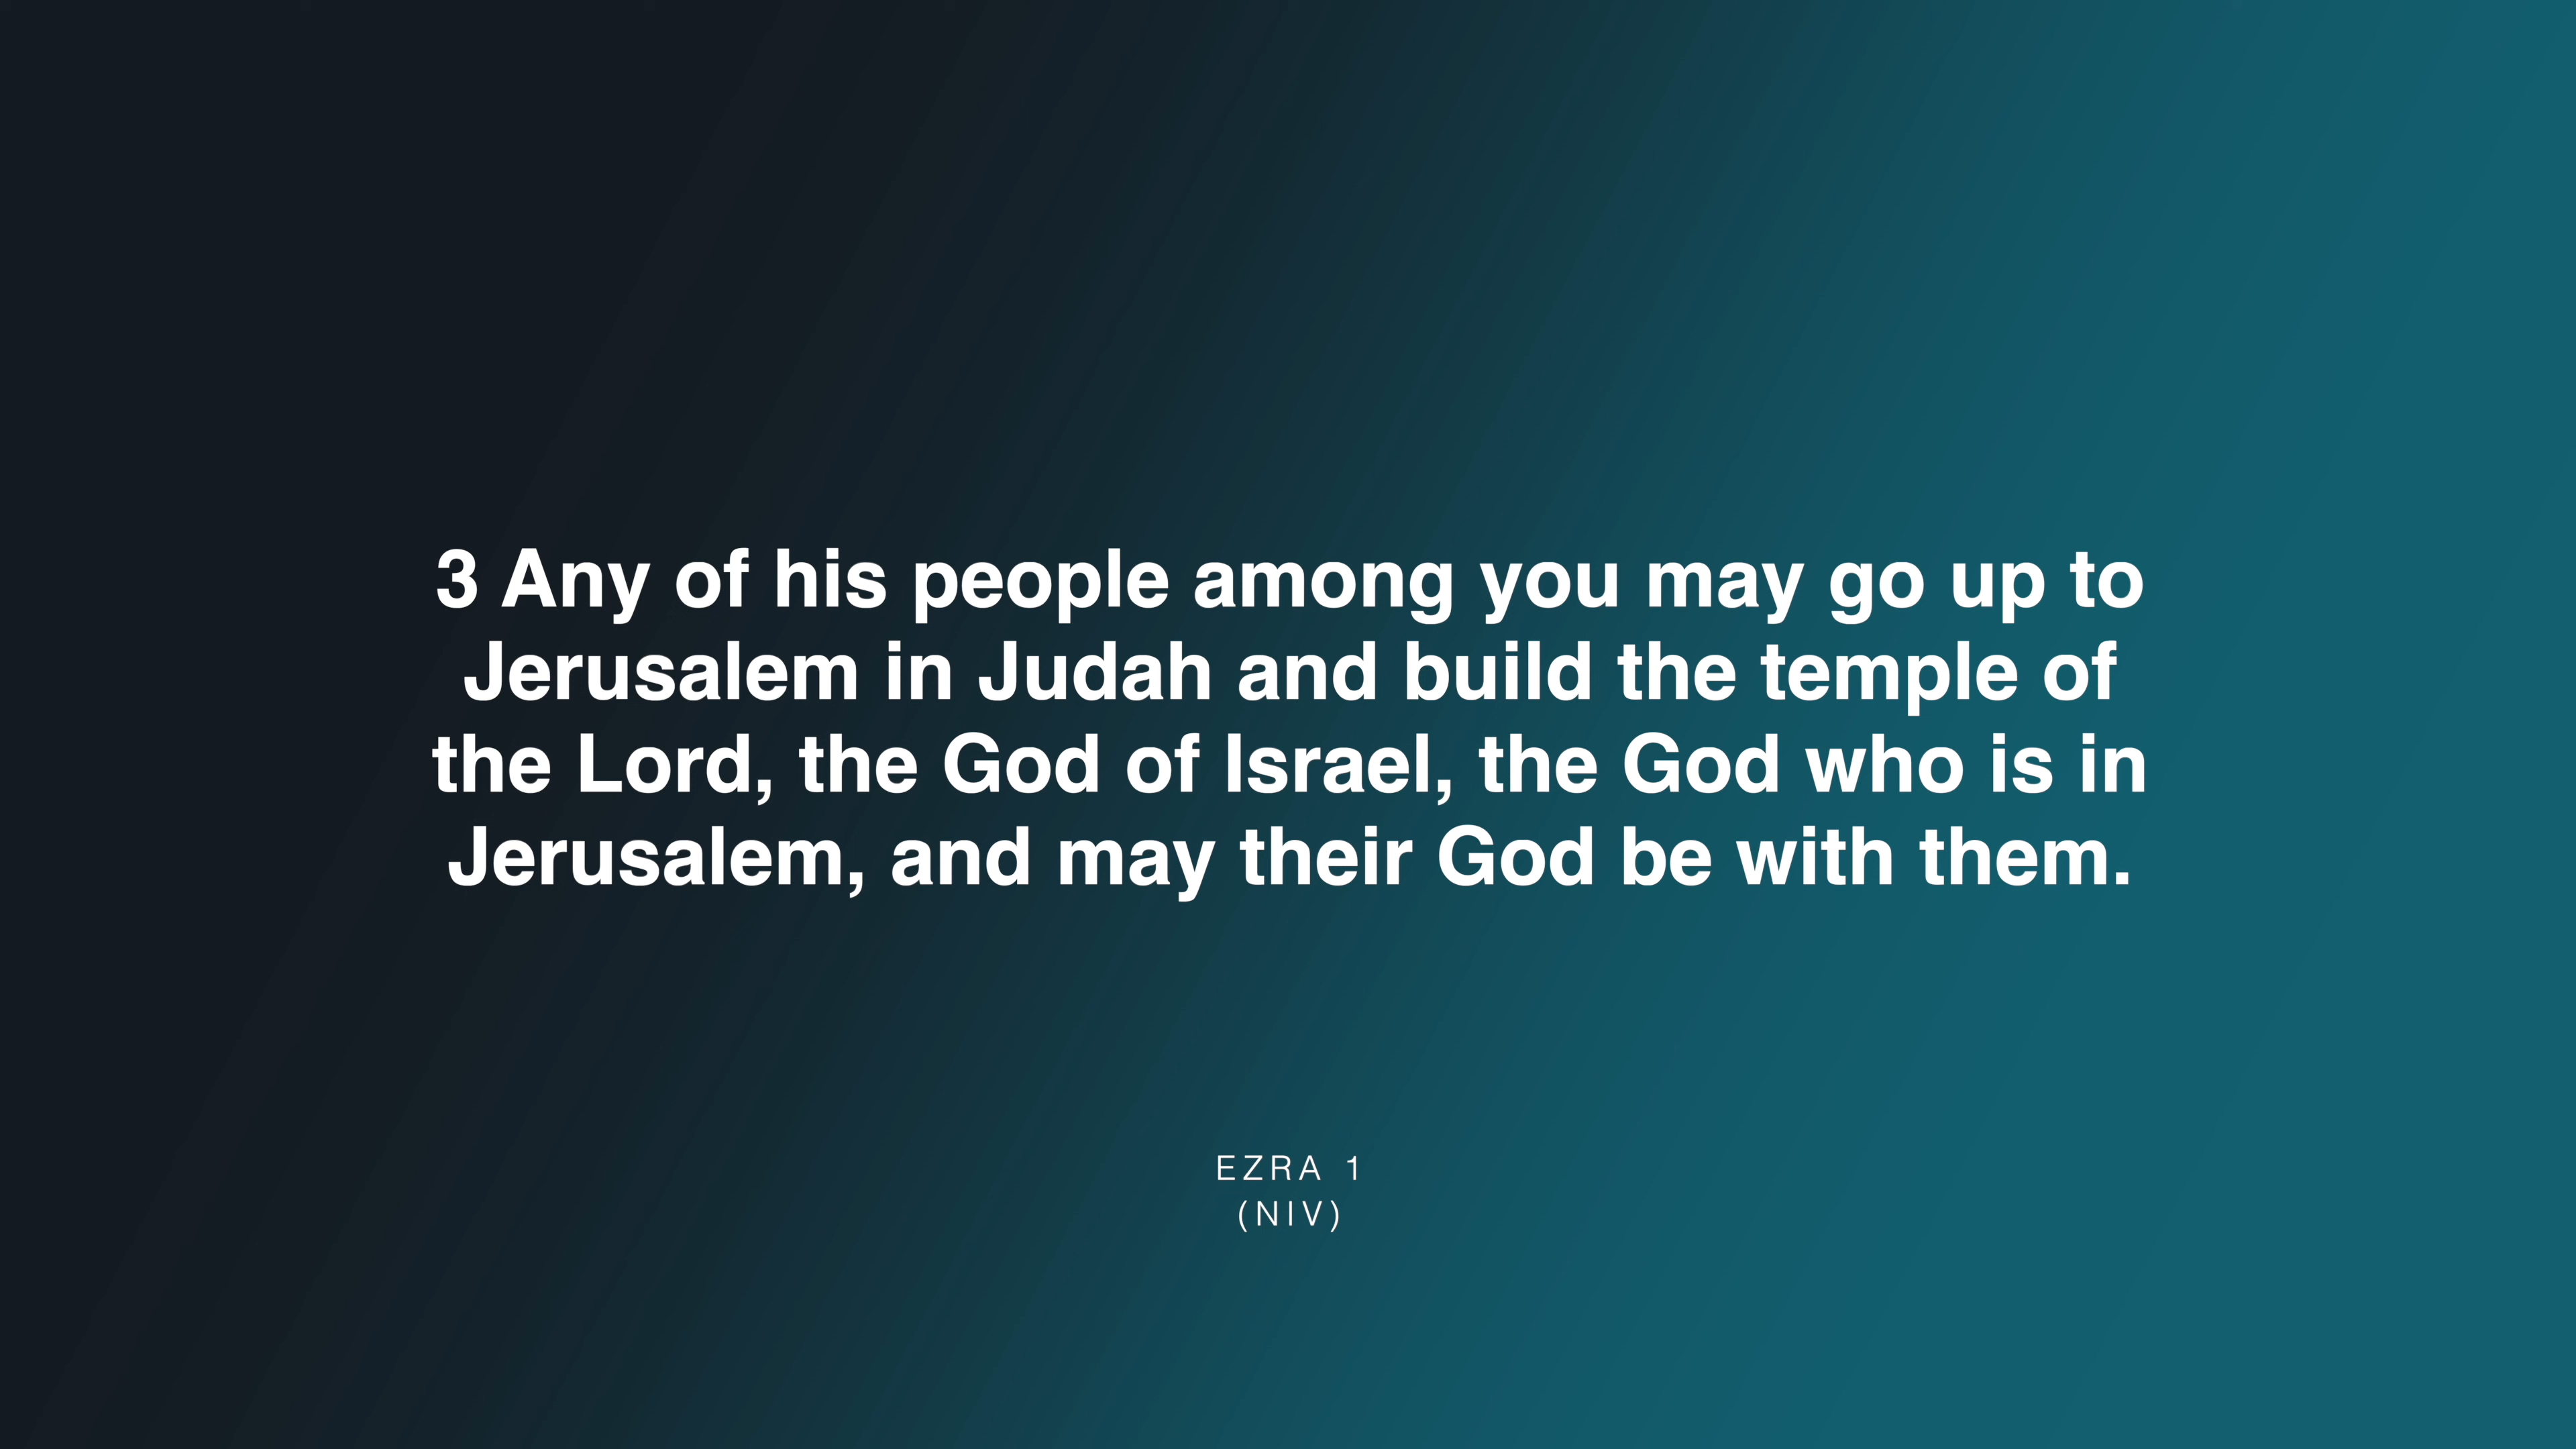 3 Any of his people among you may go up to
Jerusalem in Judah and build the temple of
the Lord, the God of Israel, the God who is in
Jerusalem, and may their God be with them.
EZRA 1
(NIV)